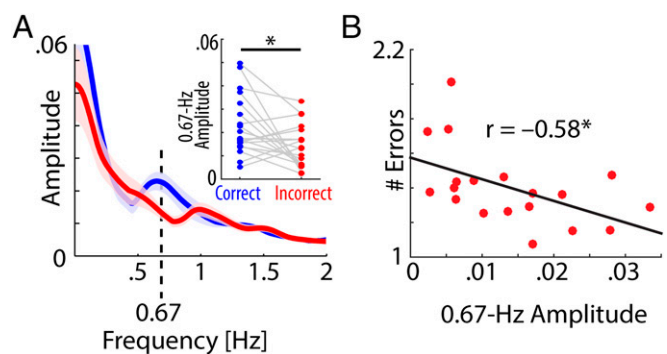 A
B
.06
Amplitude
0
.5
1
1.5
2
0.67
Frequency [Hz]
.06
*
0.67-Hz
Amplitude
0
Correct
Incorrect
2.2
# Errors
1
r = –0.58*
0
.01
.02
.03
0.67-Hz Amplitude